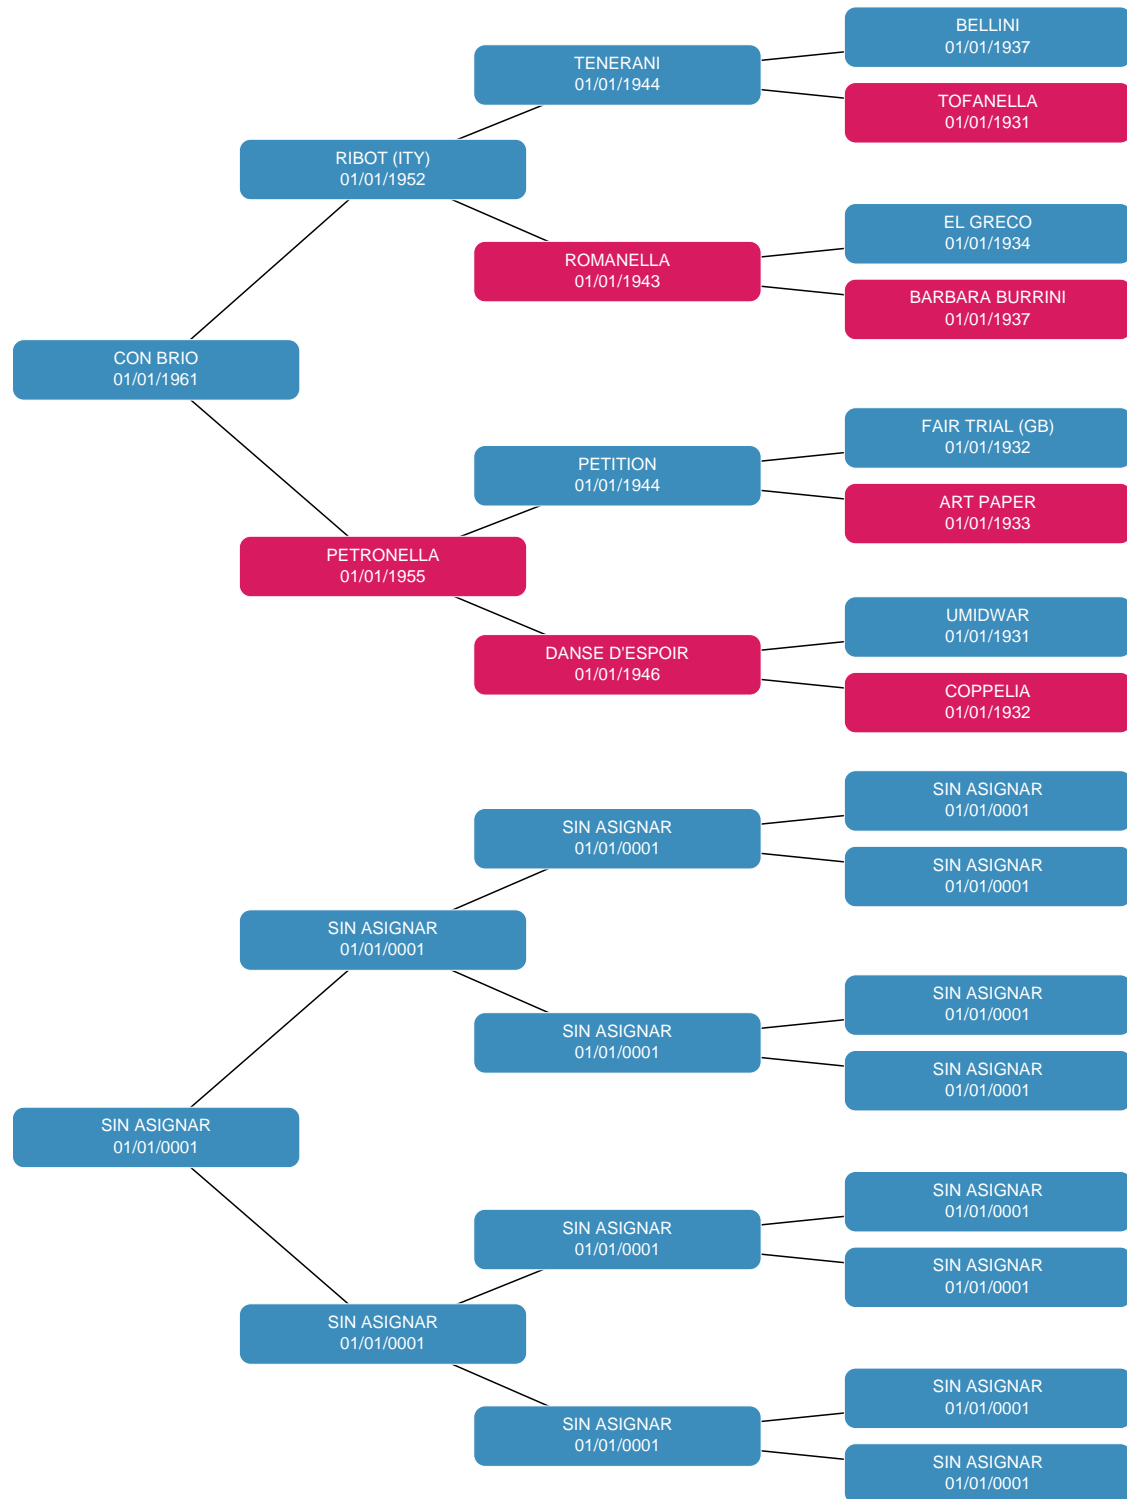 BELLINI
01/01/1937
TENERANI
01/01/1944
TOFANELLA
01/01/1931
RIBOT (ITY)
01/01/1952
EL GRECO
01/01/1934
ROMANELLA
01/01/1943
BARBARA BURRINI
01/01/1937
CON BRIO
01/01/1961
FAIR TRIAL (GB)
01/01/1932
PETITION
01/01/1944
ART PAPER
01/01/1933
PETRONELLA
01/01/1955
UMIDWAR
01/01/1931
DANSE D'ESPOIR
01/01/1946
COPPELIA
01/01/1932
SIN ASIGNAR
01/01/0001
SIN ASIGNAR
01/01/0001
SIN ASIGNAR
01/01/0001
SIN ASIGNAR
01/01/0001
SIN ASIGNAR
01/01/0001
SIN ASIGNAR
01/01/0001
SIN ASIGNAR
01/01/0001
SIN ASIGNAR
01/01/0001
SIN ASIGNAR
01/01/0001
SIN ASIGNAR
01/01/0001
SIN ASIGNAR
01/01/0001
SIN ASIGNAR
01/01/0001
SIN ASIGNAR
01/01/0001
SIN ASIGNAR
01/01/0001
SIN ASIGNAR
01/01/0001